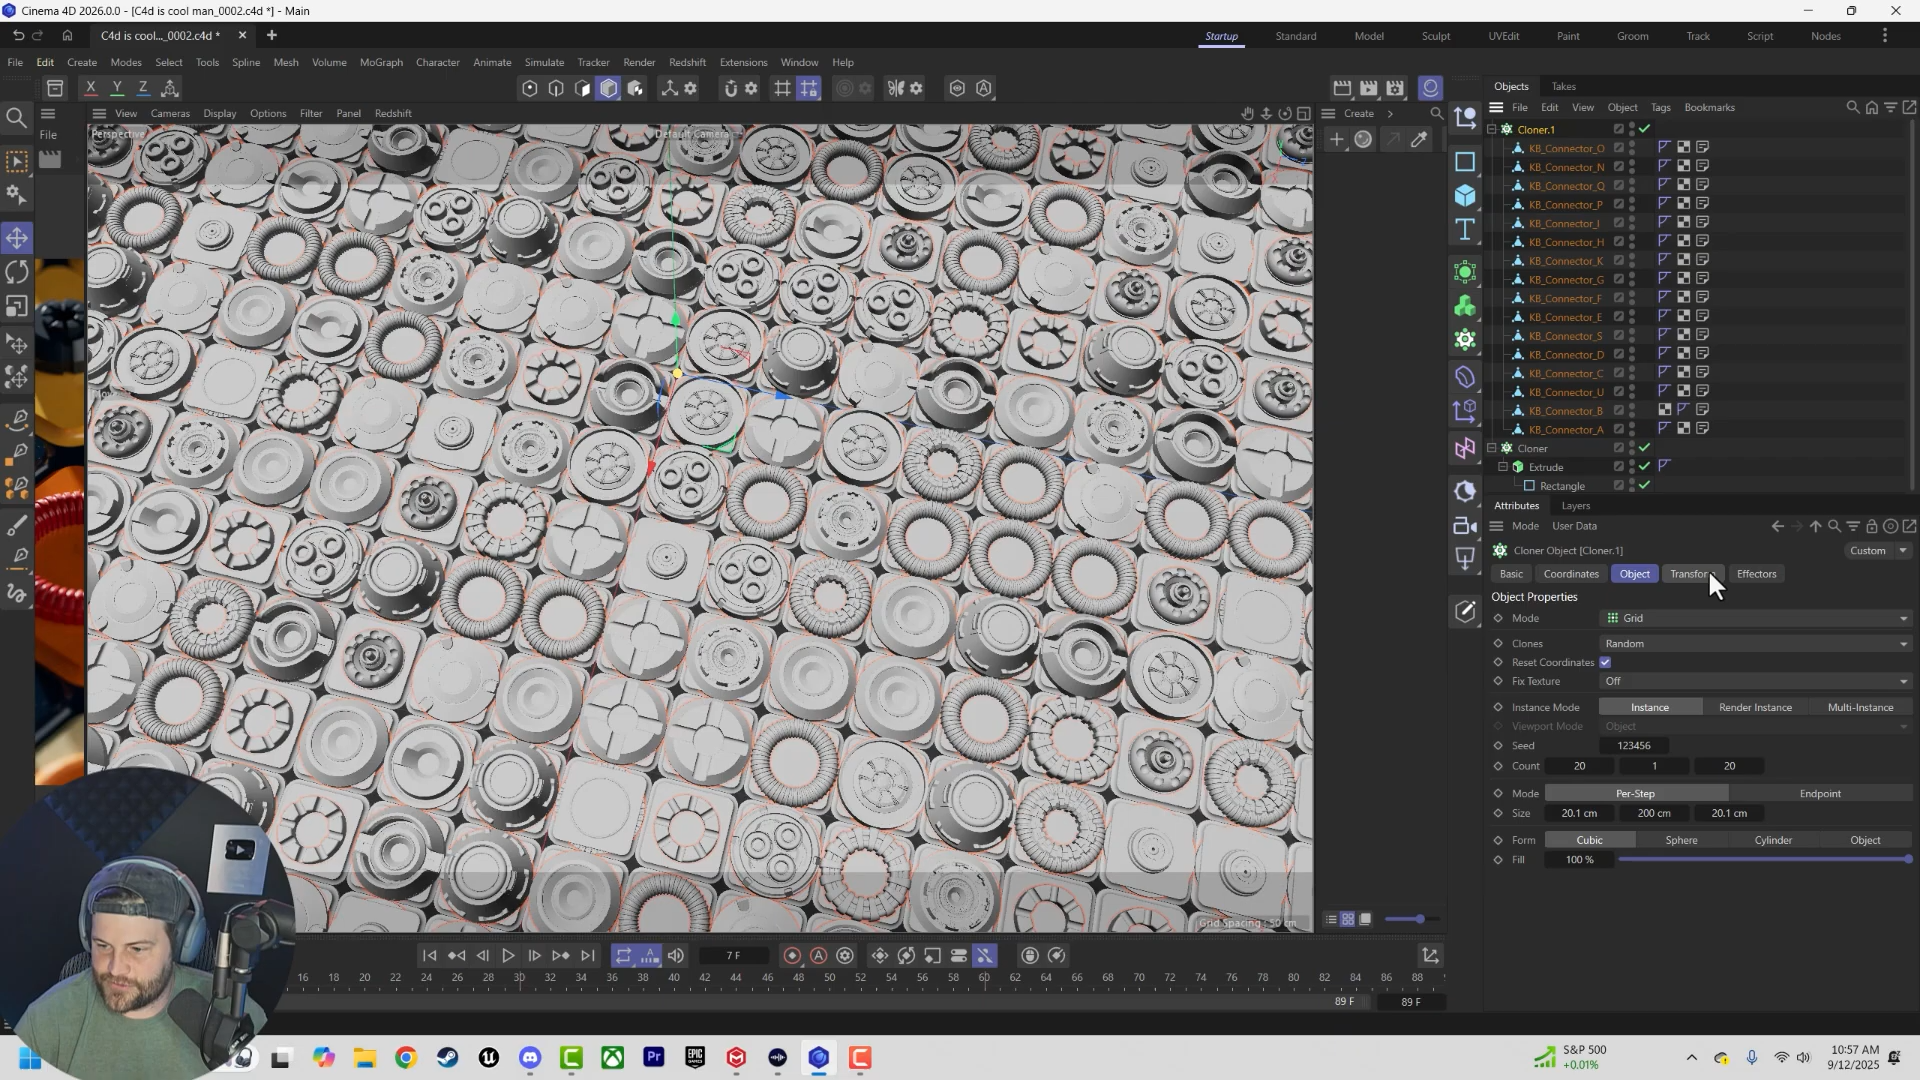 Cinema 4D 2026.0.0 - [C4d is cool man_0002.c4d *] - Main
C4d is cool..._0002.c4d *
Startup
Standard
Model
Sculpt
UVEdit
Paint
Groom
Track
Script
Nodes
File
Edit
Create
Modes
Select
Tools
Spline
Mesh
Volume
MoGraph
Character
Animate
Simulate
Tracker
Render
Redshift
Extensions
Window
Help
X
Y
Z
File
View
Cameras
Display
Options
Filter
Panel
Redshift
Perspective
Default Camera
Grid Spacing : 50 cm
Create
Objects
Takes
File
Edit
View
Object
Tags
Bookmarks
Cloner.1
KB_Connector_O
KB_Connector_N
KB_Connector_Q
KB_Connector_P
KB_Connector_I
KB_Connector_H
KB_Connector_K
KB_Connector_G
KB_Connector_F
KB_Connector_E
KB_Connector_S
KB_Connector_D
KB_Connector_C
KB_Connector_U
KB_Connector_B
KB_Connector_A
Cloner
Extrude
Rectangle
Attributes
Layers
Mode
User Data
Cloner Object [Cloner.1]
Custom
Basic
Coordinates
Object
Effectors
Object Properties
Mode
Grid
Clones
Random
Reset Coordinates
Fix Texture
Off
Instance Mode
Instance
Render Instance
Multi-Instance
Viewport Mode
Object
Seed
123456
Count
20
1
20
Mode
Per-Step
Endpoint
Size
20.1 cm
200 cm
20.1 cm
Form
Cubic
Sphere
Cylinder
Object
Fill
100 %
7 F
16 18 20 22 24 26 28 30 32 34 36 38 40 42 44 46 48 50 52 54 56 58 60 62 64 66 68 70 72 74 76 78 80 82 84 86 88
89 F
89 F
S&P 500
+0.01%
10:57 AM
9/12/2025